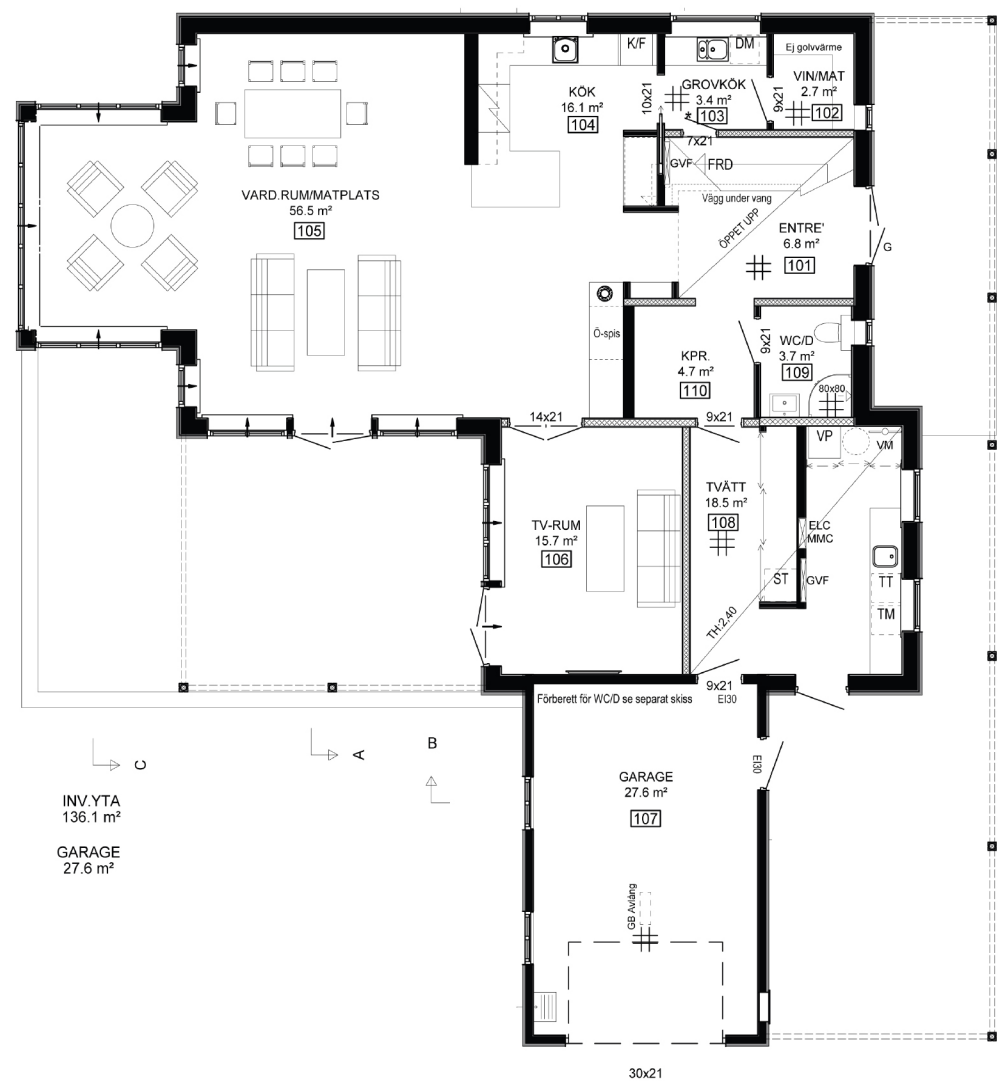 K/F
DM
Ej golvvärme
VIN/MAT
2.7 m²
102
9x21
GROVKÖK
3.4 m²
103
10x21
KÖK
16.1 m²
104
*
7x21
GVF
FRD
Vägg under vang
ÖPPET UPP
VARD.RUM/MATPLATS
56.5 m²
105
ENTRE'
6.8 m²
101
G
Ö-spis
KPR.
4.7 m²
110
9x21
WC/D
3.7 m²
109
80x80
14x21
9x21
VP
VM
TV-RUM
15.7 m²
106
TVÄTT
18.5 m²
108
ELC
MMC
GVF
ST
TT
TM
TH:2,40
9x21
EI30
Förberett för WC/D se separat skiss
EI30
C
A
B
GARAGE
27.6 m²
107
INV.YTA
136.1 m²
GARAGE
27.6 m²
GB Avlång
30x21